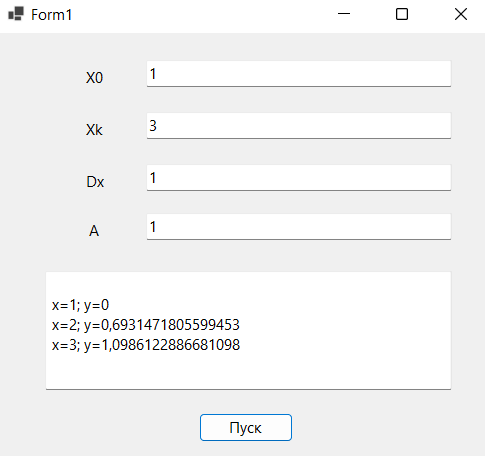 Form1
X0 1
Xk 3
Dx 1
A 1
x=1; y=0
x=2; y=0,6931471805599453
x=3; y=1,0986122886681098
Пуск